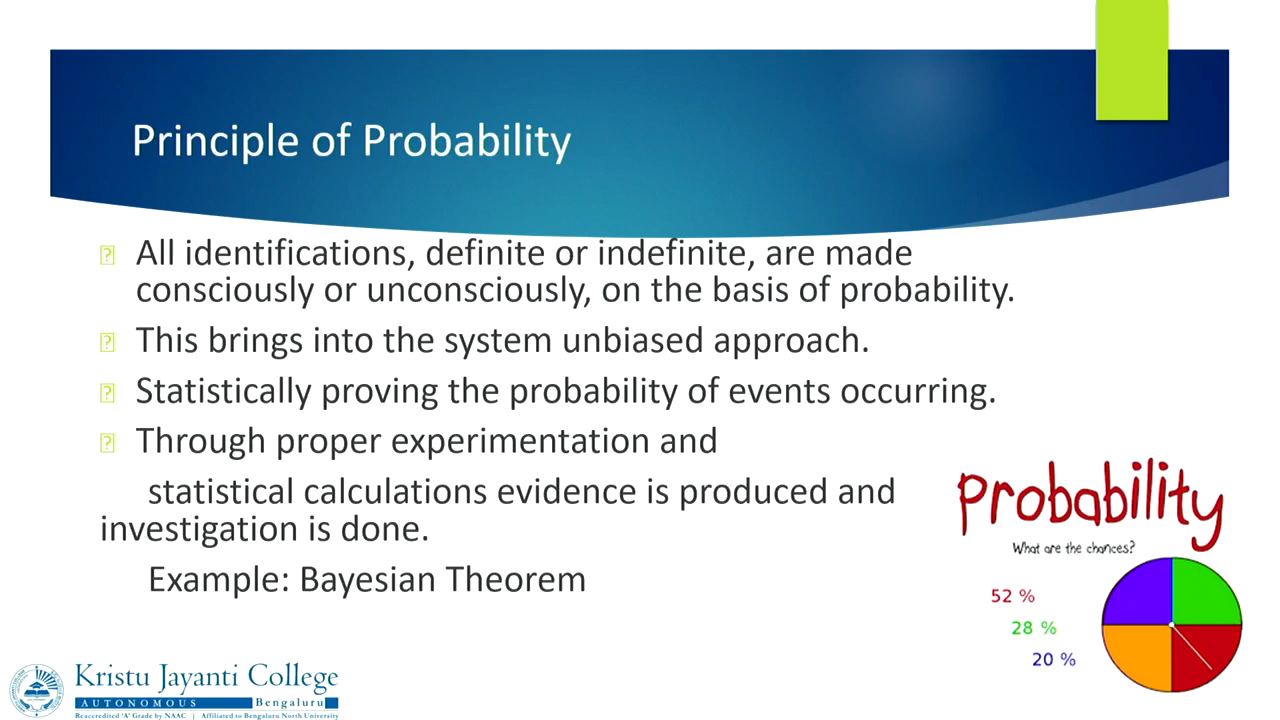 Principle of Probability
All identifications, definite or indefinite, are made
consciously or unconsciously, on the basis of probability.
This brings into the system unbiased approach.
Statistically proving the probability of events occurring.
Through proper experimentation and
statistical calculations evidence is produced and
investigation is done.
Example: Bayesian Theorem
Probability
What are the chances?
52 %
28 %
20 %
Kristu Jayanti College
AUTONOMOUS Bengaluru
Reaccredited 'A' Grade by NAAC | Affiliated to Bengaluru North University